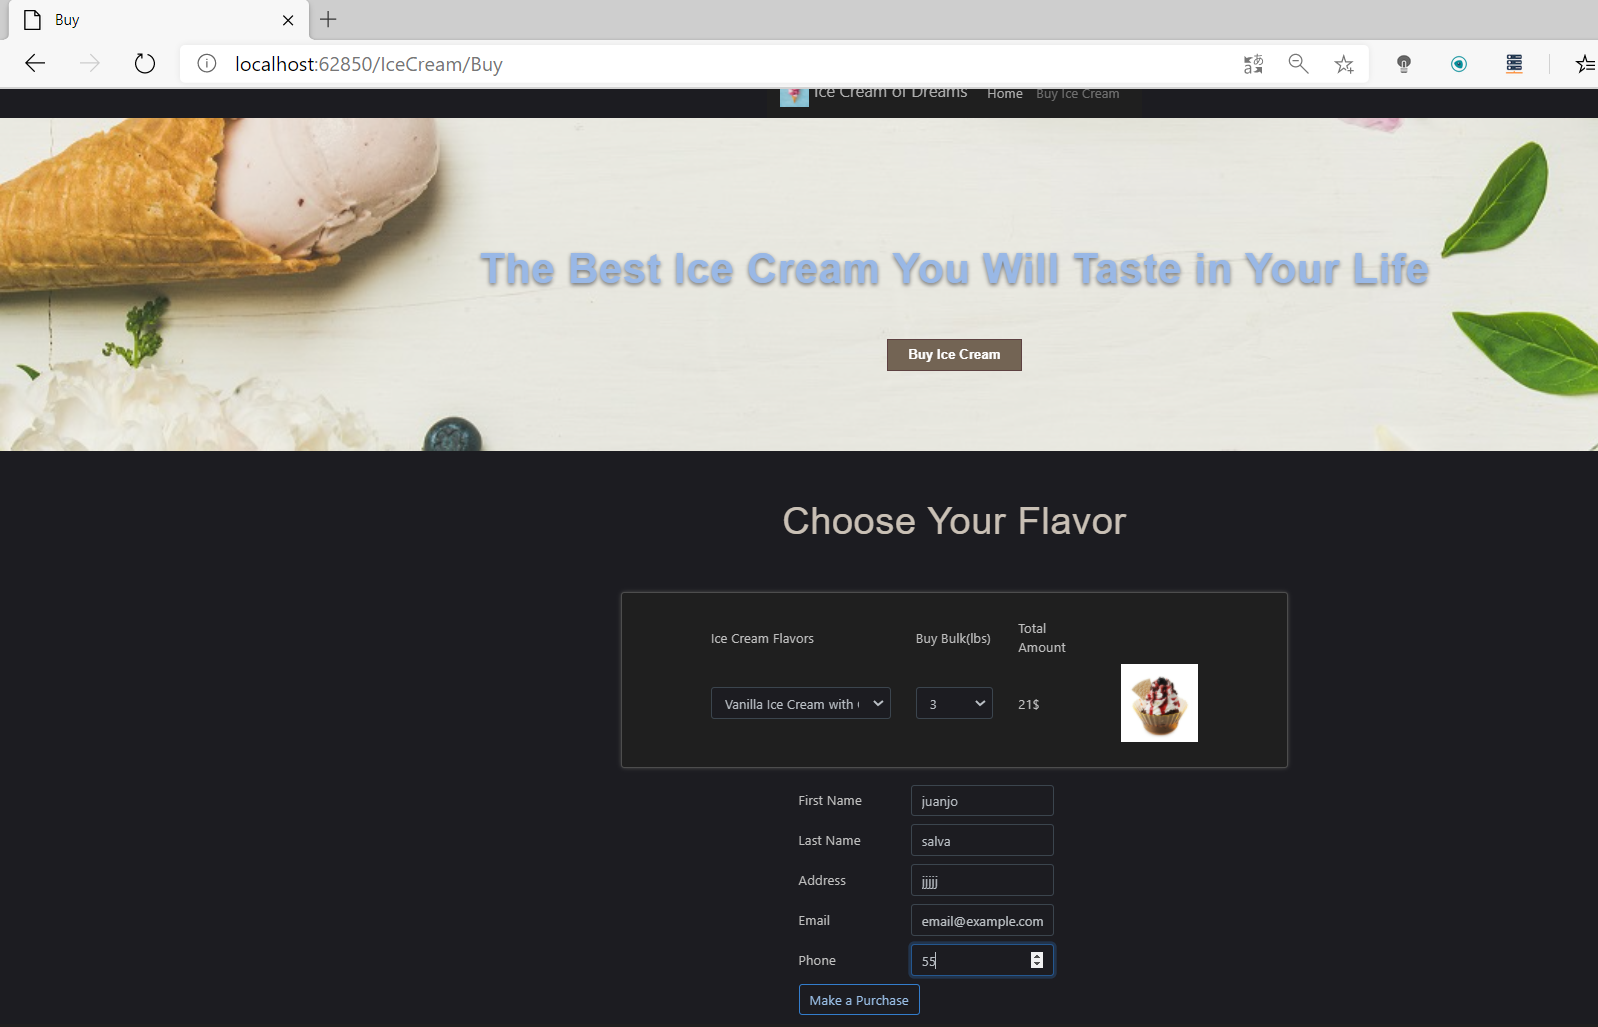 Buy
localhost:62850/IceCream/Buy
Ice Cream of Dreams Home Buy Ice Cream
The Best Ice Cream You Will Taste in Your Life
Buy Ice Cream
Choose Your Flavor
Ice Cream Flavors Buy Bulk(lbs) Total
Amount
Vanilla Ice Cream with 3 21$
First Name juanjo
Last Name salva
Address jjjjj
Email email@example.com
Phone 55
Make a Purchase